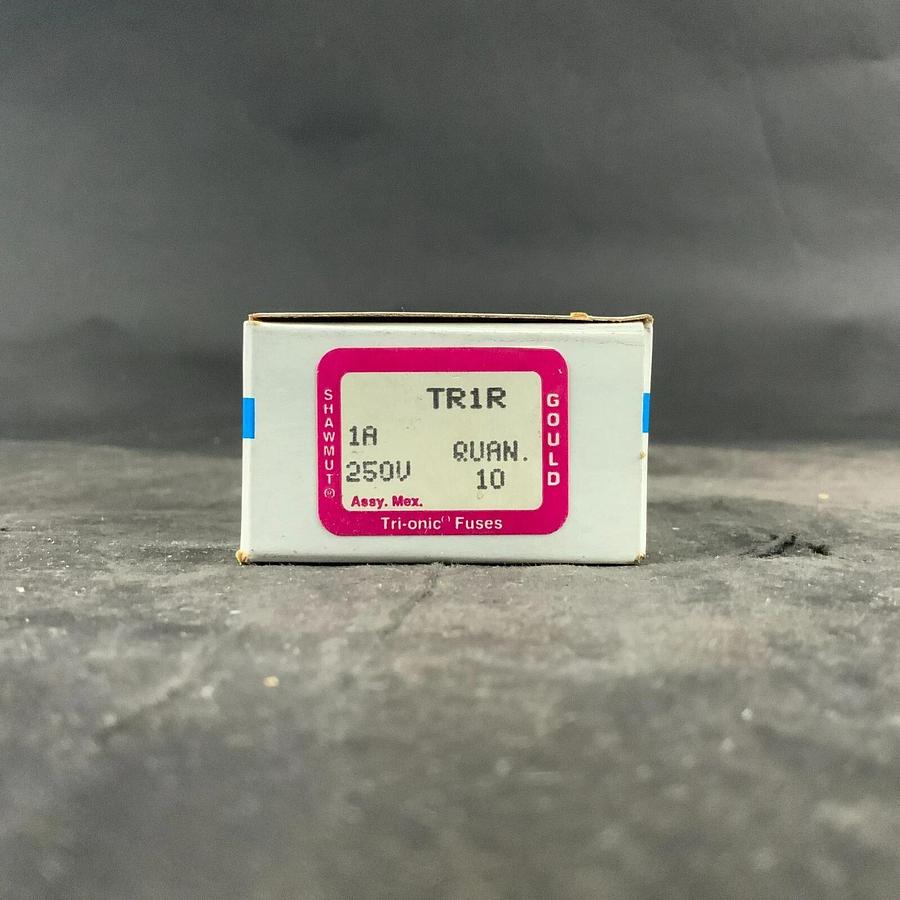 TR1R
1A
250V
QUAN.
10
Assy. Mex.
SHAWMUT®
GOULD
Tri-onic Fuses